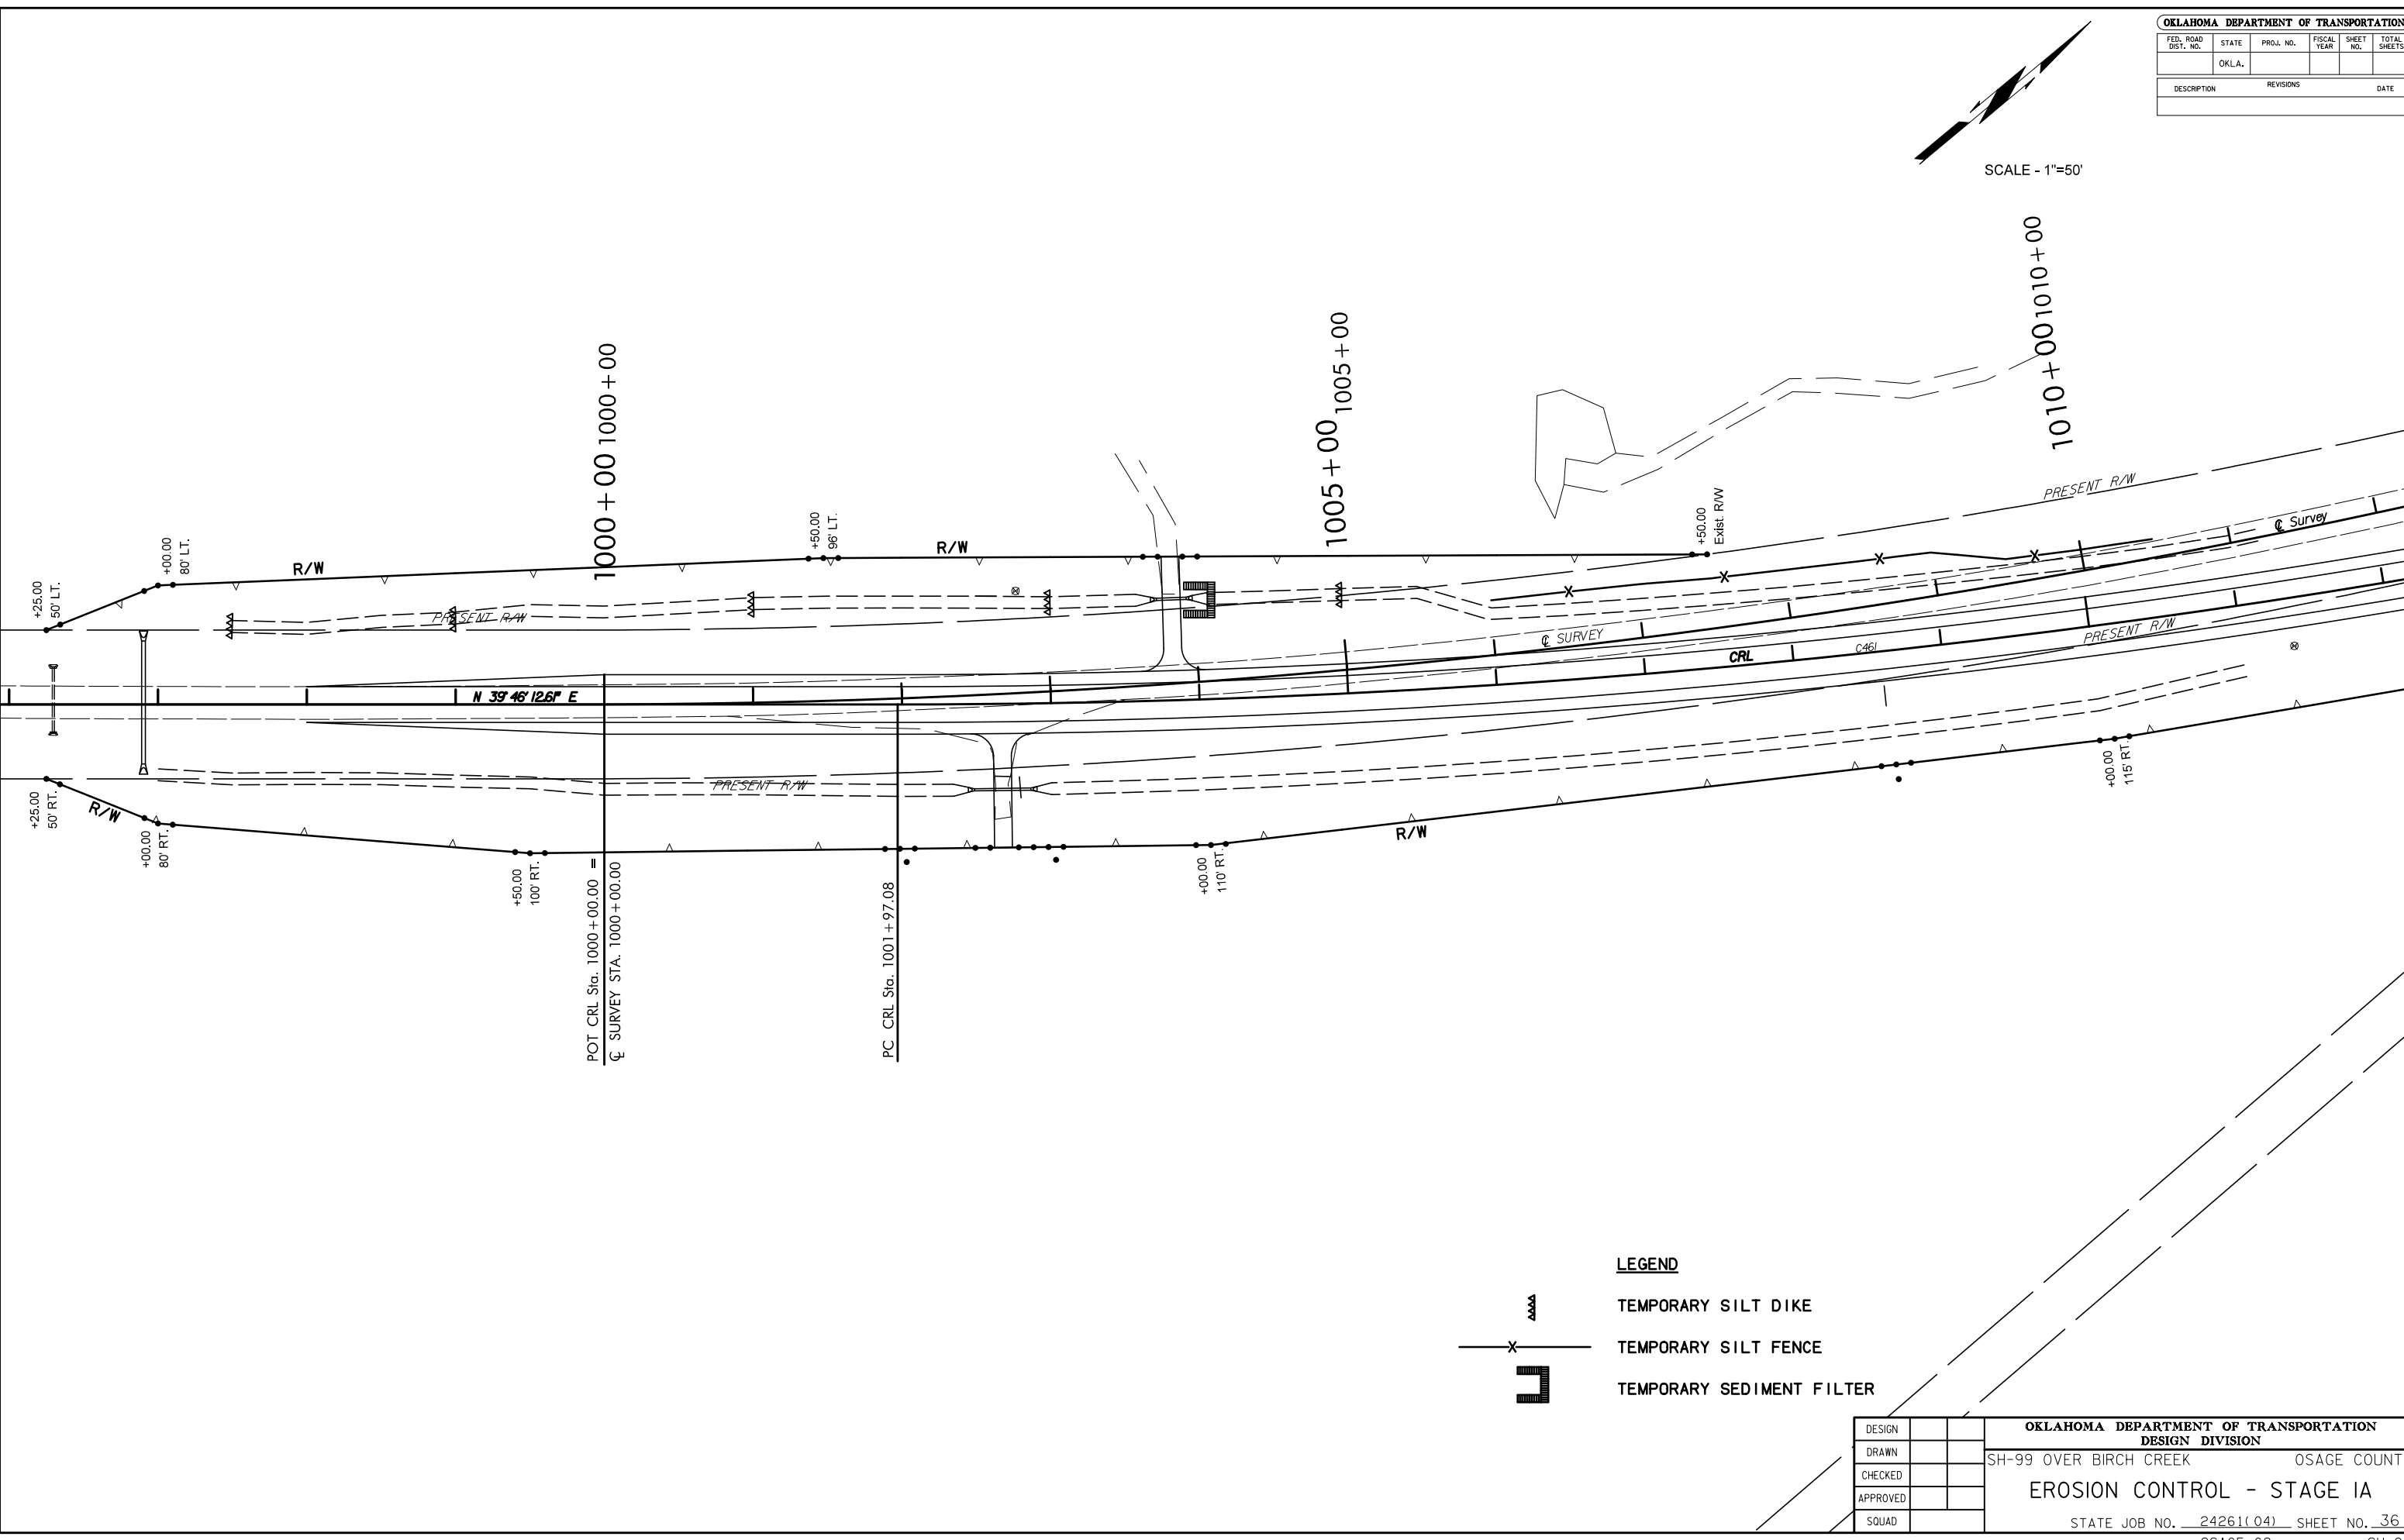 OKLAHOMA DEPARTMENT OF TRANSPORTATION
FED. ROAD DIST. NO.
STATE
PROJ. NO.
FISCAL YEAR
SHEET NO.
TOTAL SHEETS
OKLA.
DESCRIPTION
REVISIONS
DATE
SCALE - 1"=50'
1000+00
1000+00
1005+00
1005+00
1010+00
1010+00
+25.00
50' LT.
+00.00
80' LT.
R/W
+50.00
96' LT.
R/W
+50.00
Exist. R/W
PRESENT R/W
℄ Survey
PRESENT R/W
℄ SURVEY
CRL
C461
PRESENT R/W
N 39°46'12.61" E
PRESENT R/W
+25.00
50' RT.
R/W
+00.00
80' RT.
+50.00
100' RT.
POT CRL Sta. 1000+00.00 =
℄ SURVEY STA. 1000+00.00
PC CRL Sta. 1001+97.08
+00.00
110' RT.
R/W
+00.00
115' RT.
LEGEND
TEMPORARY SILT DIKE
TEMPORARY SILT FENCE
TEMPORARY SEDIMENT FILTER
DESIGN
DRAWN
CHECKED
APPROVED
SQUAD
OKLAHOMA DEPARTMENT OF TRANSPORTATION
DESIGN DIVISION
SH-99 OVER BIRCH CREEK OSAGE COUNT
EROSION CONTROL - STAGE IA
STATE JOB NO. 24261(04) SHEET NO. 36